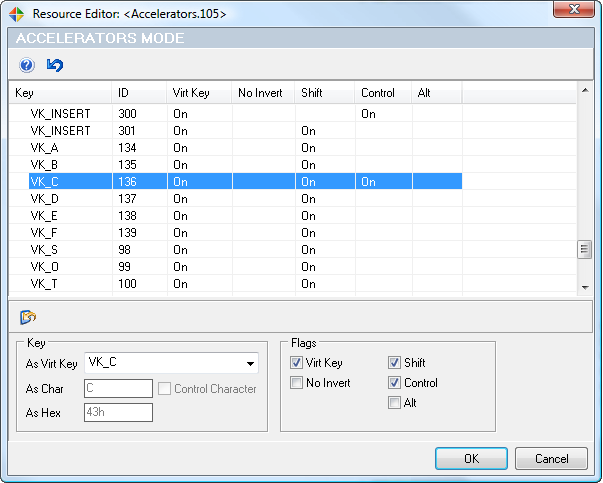 Resource Editor: <Accelerators.105>
ACCELERATORS MODE
Key ID Virt Key No Invert Shift Control Alt
VK_INSERT 300 On On
VK_INSERT 301 On On
VK_A 134 On On
VK_B 135 On On
VK_C 136 On On On
VK_D 137 On On
VK_E 138 On On
VK_F 139 On On
VK_S 98 On On
VK_O 99 On On
VK_T 100 On On
Key
As Virt Key VK_C
As Char C Control Character
As Hex 43h
Flags
Virt Key Shift
No Invert Control
Alt
OK Cancel